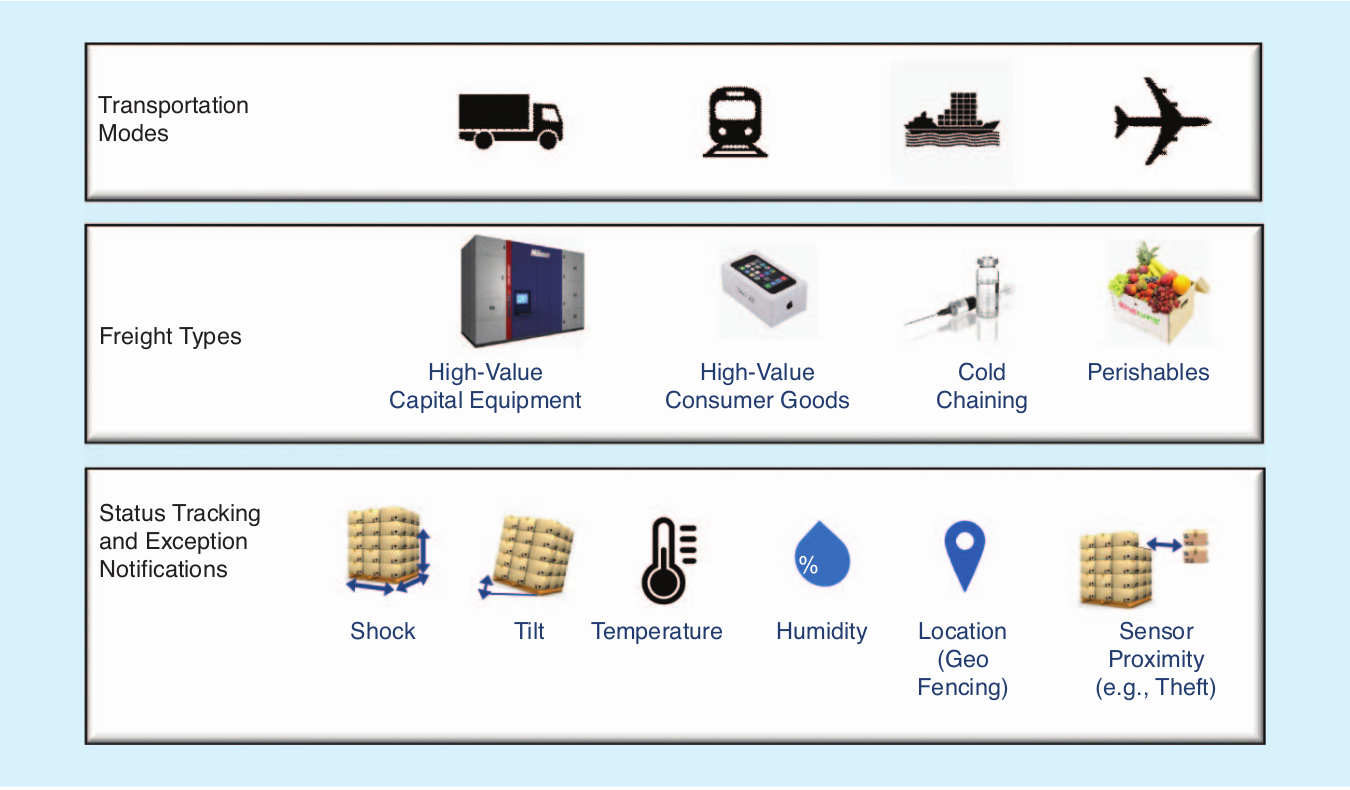 Transportation
Modes
Freight Types
High-Value
Capital Equipment
High-Value
Consumer Goods
Cold
Chaining
Perishables
Status Tracking
and Exception
Notifications
%
Shock
Tilt
Temperature
Humidity
Location
(Geo
Fencing)
Sensor
Proximity
(e.g., Theft)